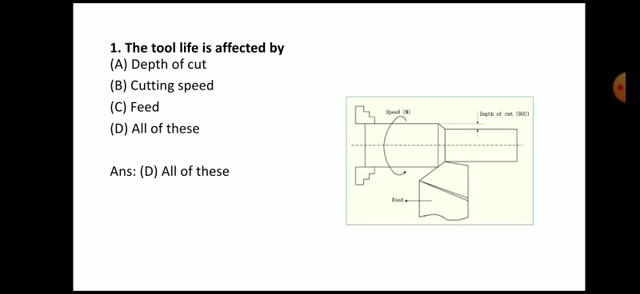 1. The tool life is affected by
(A) Depth of cut
(B) Cutting speed
(C) Feed
(D) All of these
Ans: (D) All of these
Speed (N)
Depth of cut (DOC)
Feed